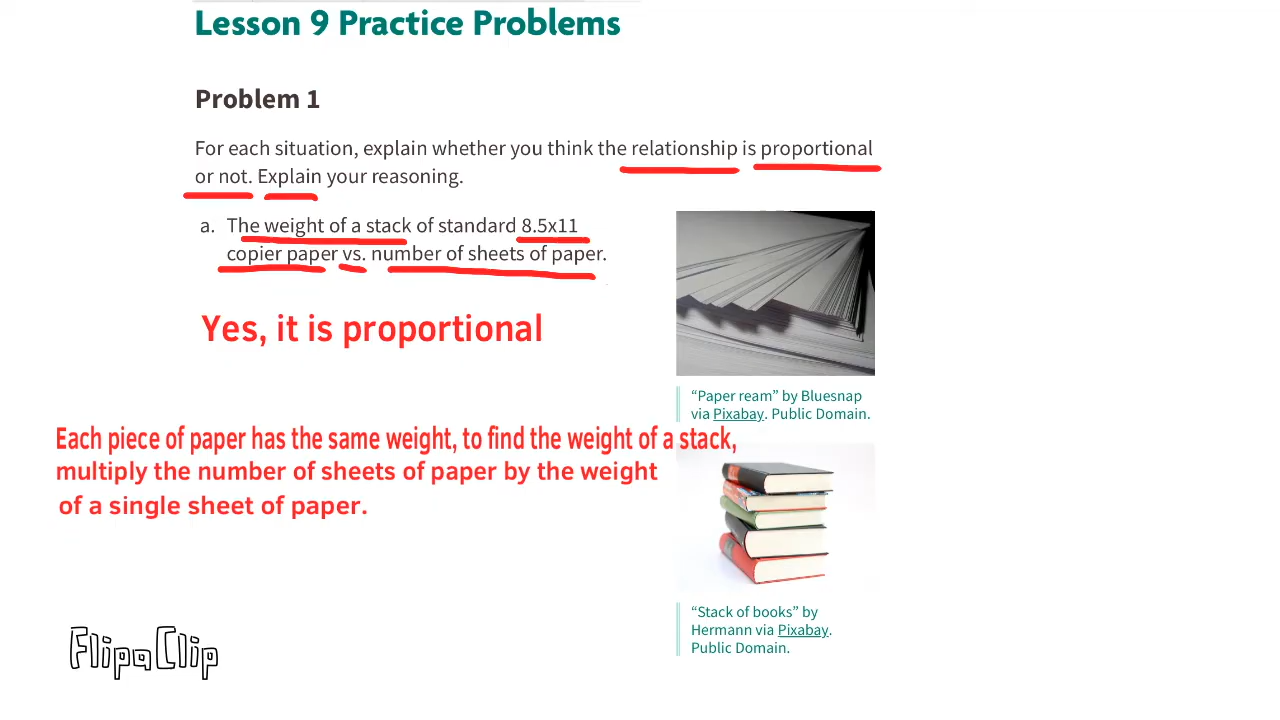 Lesson 9 Practice Problems
Problem 1
For each situation, explain whether you think the relationship is proportional
or not. Explain your reasoning.
a. The weight of a stack of standard 8.5x11
copier paper vs. number of sheets of paper.
Yes, it is proportional
“Paper ream” by Bluesnap
via Pixabay. Public Domain.
Each piece of paper has the same weight, to find the weight of a stack,
multiply the number of sheets of paper by the weight
of a single sheet of paper.
“Stack of books” by
Hermann via Pixabay.
Public Domain.
FlipaClip